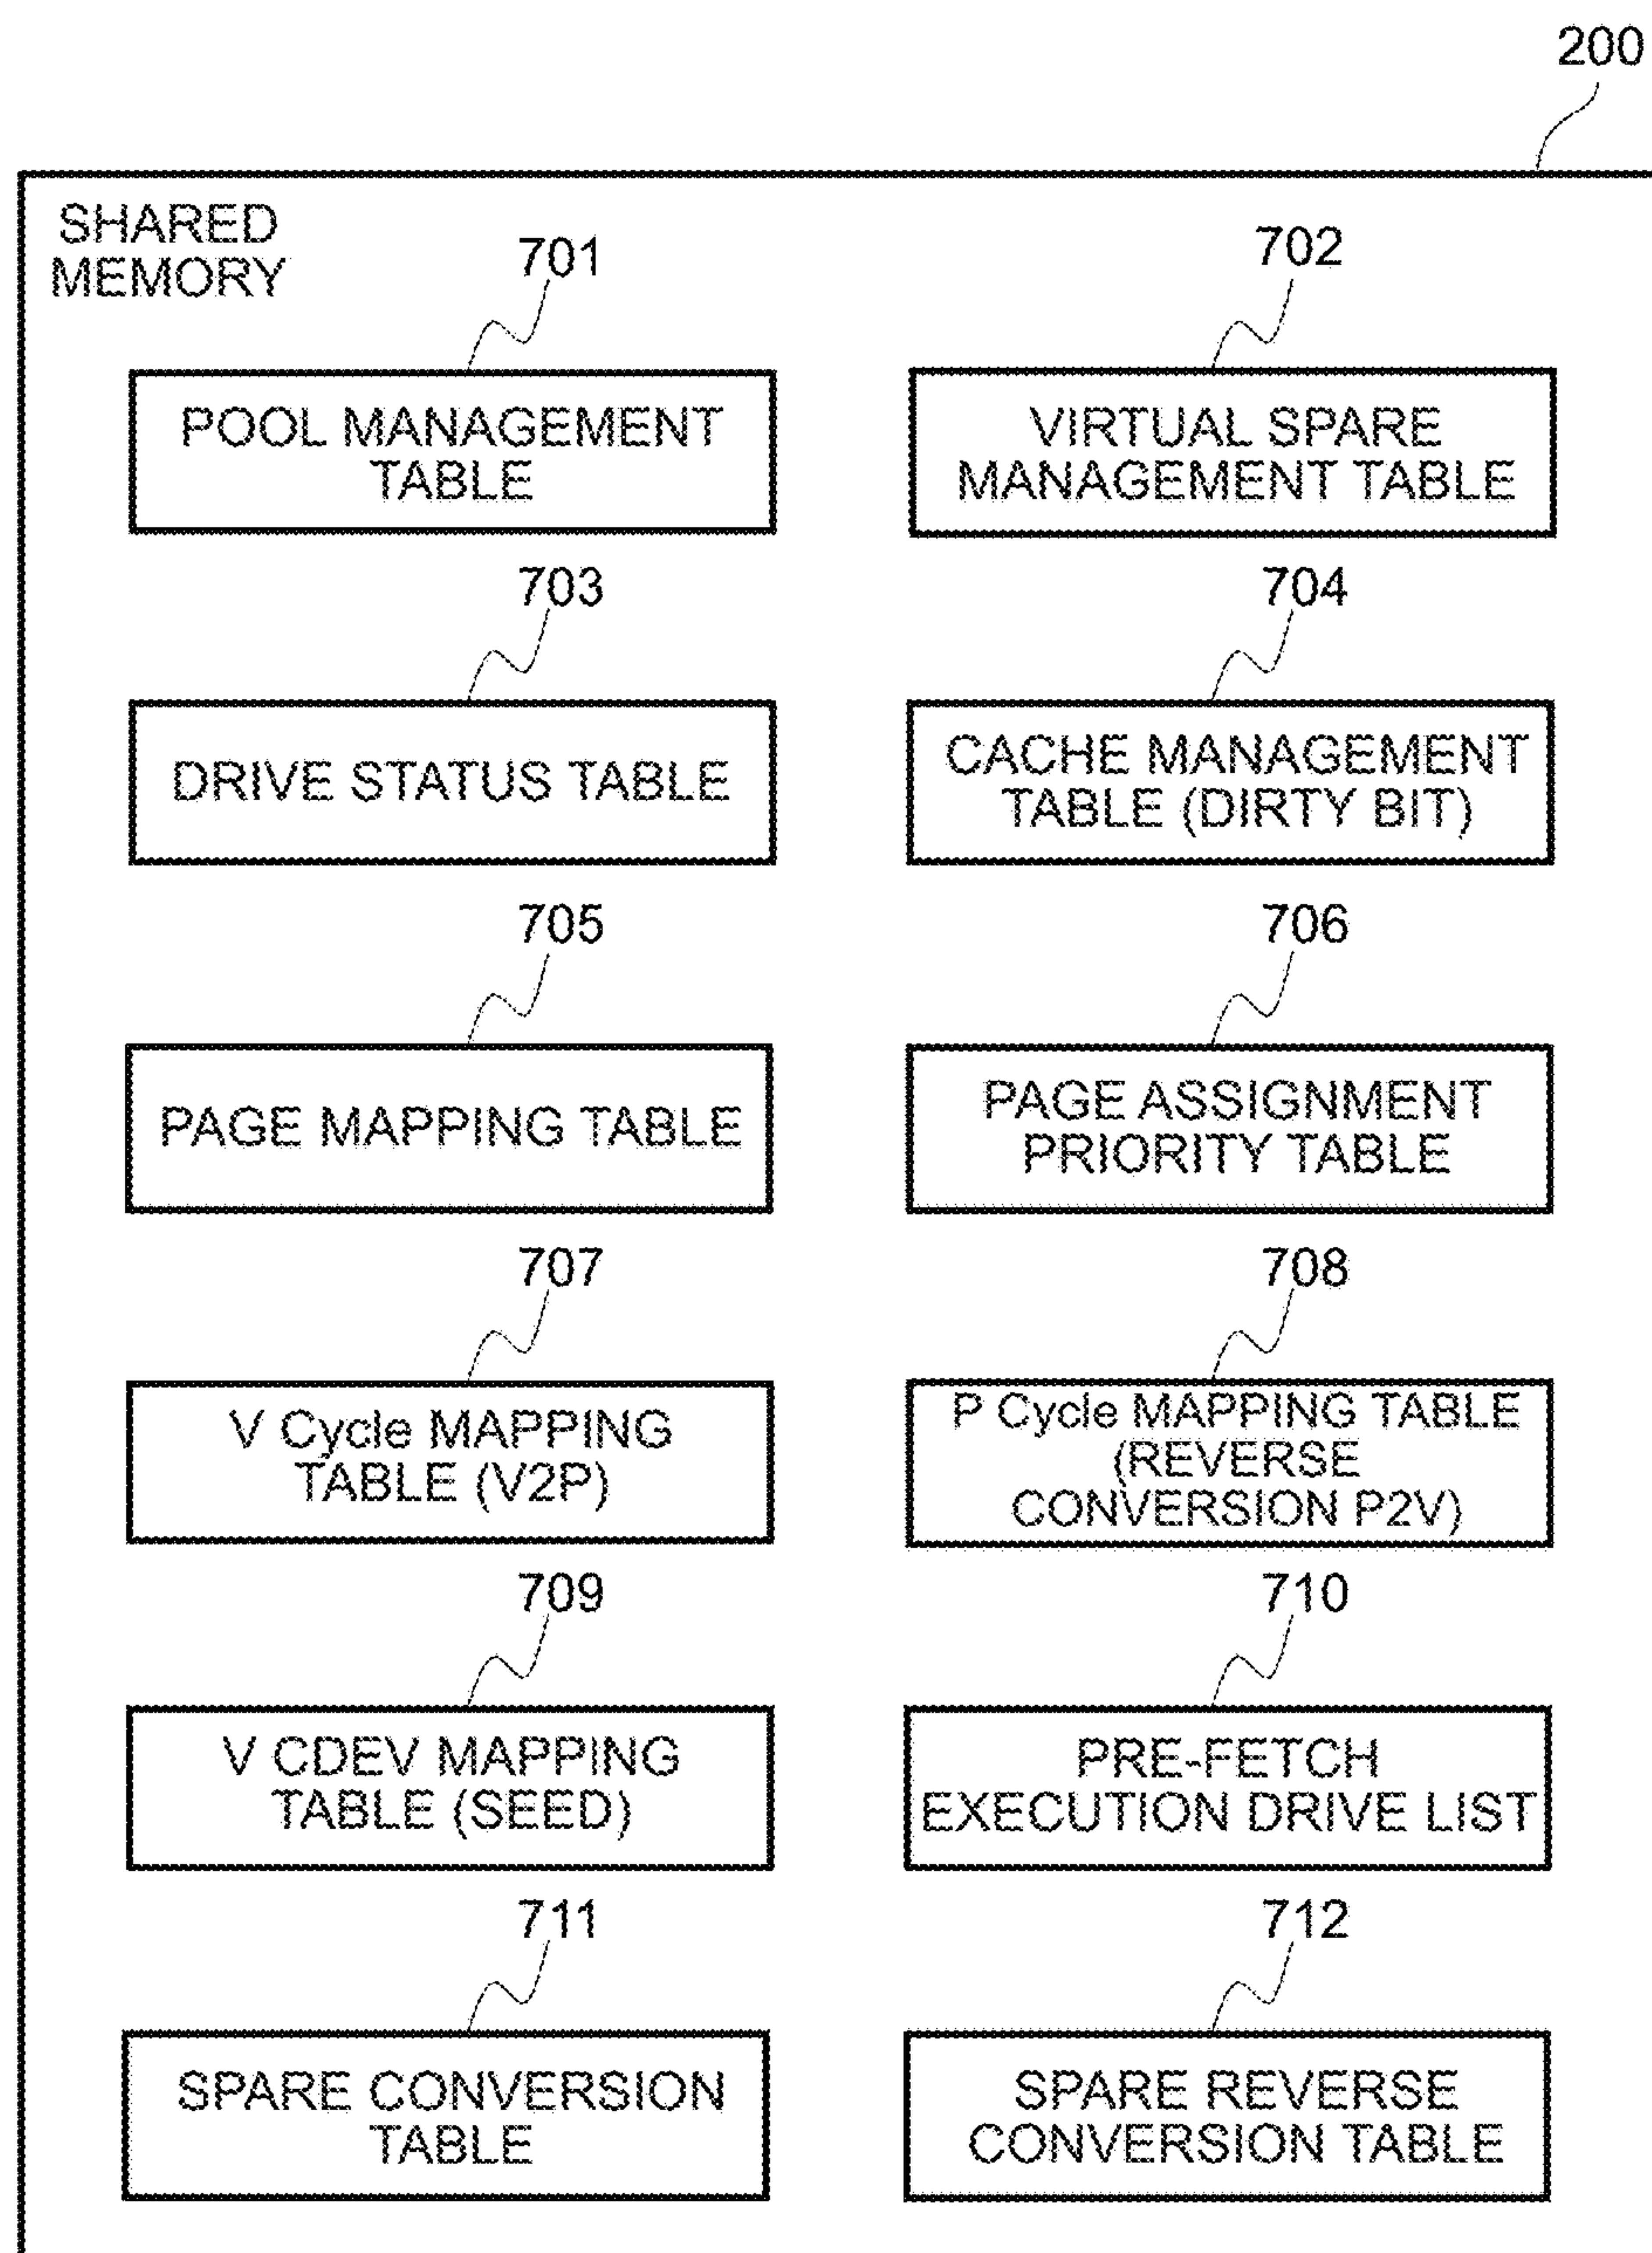 200
SHARED
MEMORY
701
702
POOL MANAGEMENT
TABLE
VIRTUAL SPARE
MANAGEMENT TABLE
703
704
DRIVE STATUS TABLE
CACHE MANAGEMENT
TABLE (DIRTY BIT)
705
706
PAGE MAPPING TABLE
PAGE ASSIGNMENT
PRIORITY TABLE
707
708
V Cycle MAPPING
TABLE (V2P)
P Cycle MAPPING TABLE
(REVERSE
CONVERSION P2V)
709
710
V CDEV MAPPING
TABLE (SEED)
PRE-FETCH
EXECUTION DRIVE LIST
711
712
SPARE CONVERSION
TABLE
SPARE REVERSE
CONVERSION TABLE